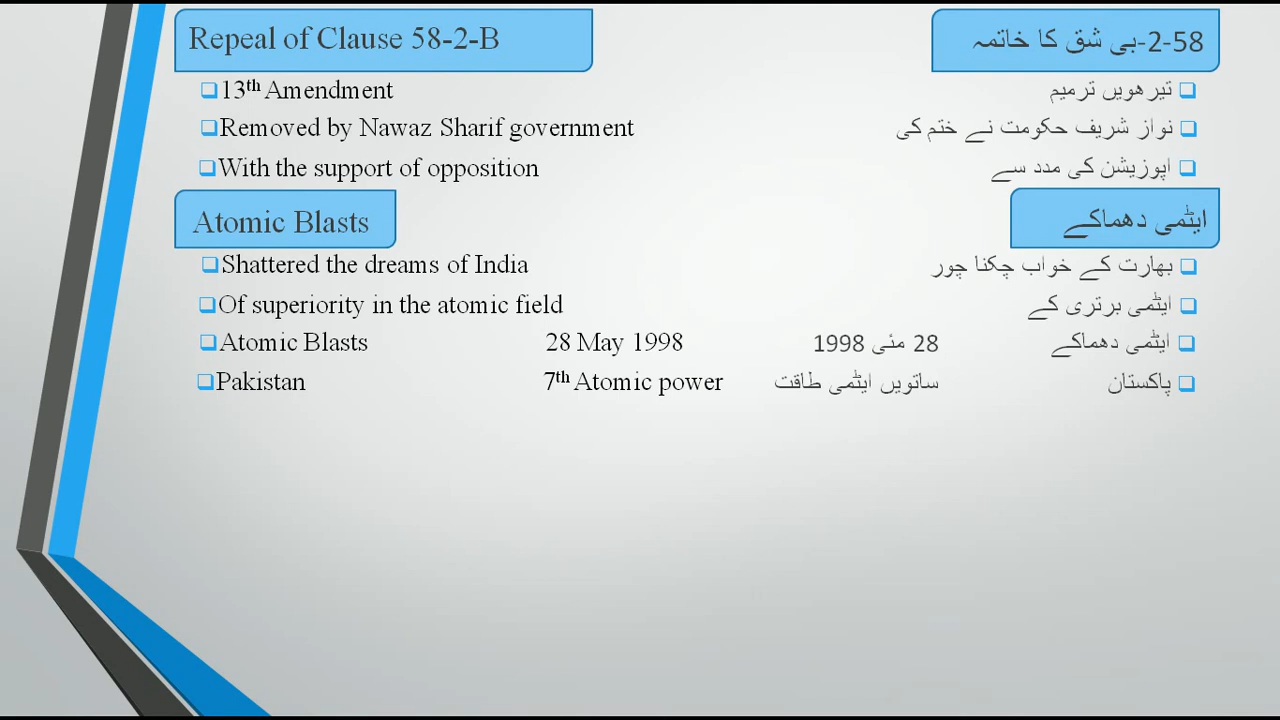 Repeal of Clause 58-2-B
58-2-بی شق کا خاتمہ
13th Amendment
تیرھویں ترمیم
Removed by Nawaz Sharif government
نواز شریف حکومت نے ختم کی
With the support of opposition
اپوزیشن کی مدد سے
Atomic Blasts
ایٹمی دھماکے
Shattered the dreams of India
بھارت کے خواب چکنا چور
Of superiority in the atomic field
ایٹمی برتری کے
Atomic Blasts 28 May 1998
ایٹمی دھماکے 28 مئی 1998
Pakistan 7th Atomic power
پاکستان ساتویں ایٹمی طاقت